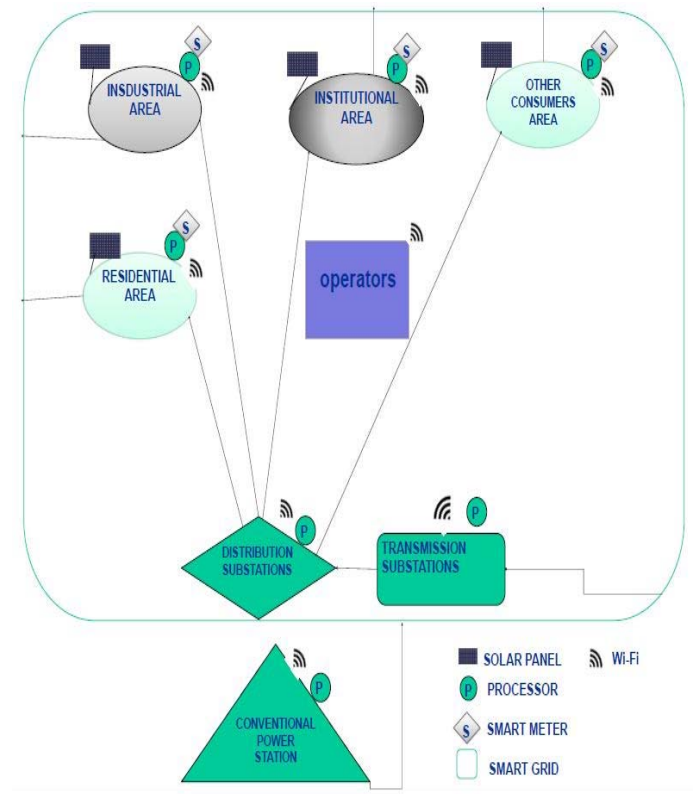 S
P
S
P
S
P
INSDUSTRIAL
AREA
INSTITUTIONAL
AREA
OTHER
CONSUMERS
AREA
S
P
RESIDENTIAL
AREA
operators
P
P
DISTRIBUTION
SUBSTATIONS
TRANSMISSION
SUBSTATIONS
P
CONVENTIONAL
POWER
STATION
SOLAR PANEL
Wi-Fi
P PROCESSOR
S SMART METER
SMART GRID